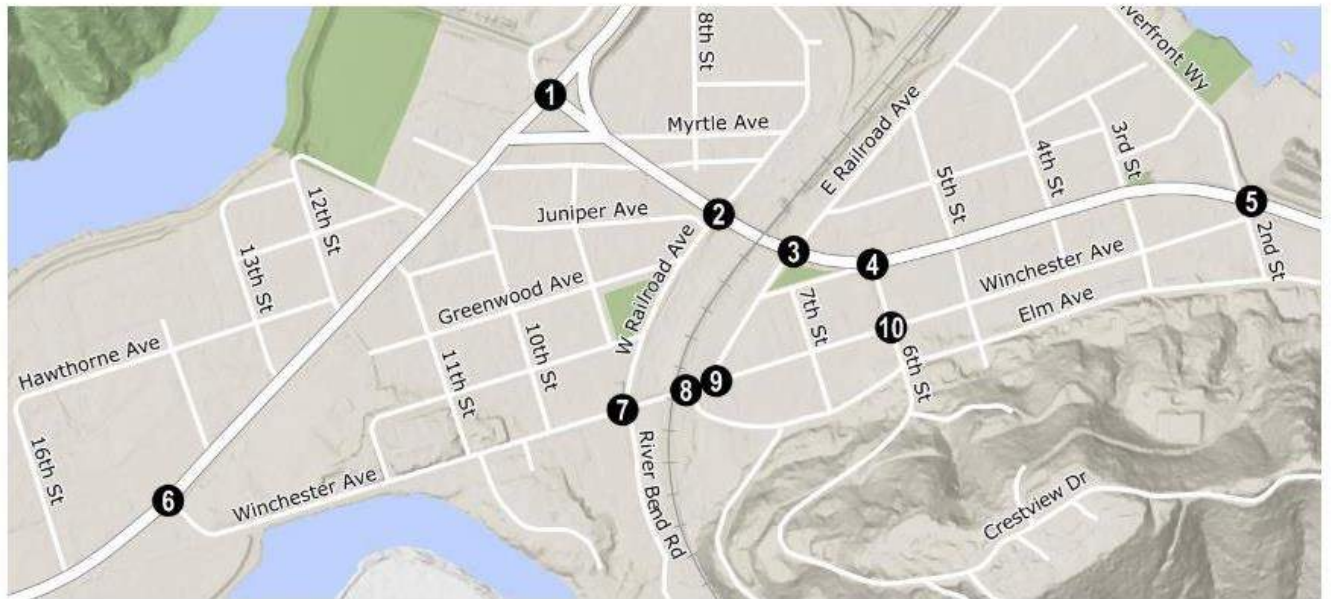 8th St
verfront Wy
1
Myrtle Ave
E Railroad Ave
3rd St
4th St
5th St
12th St
Juniper Ave
2
5
13th St
W Railroad Ave
3
4
2nd St
Winchester Ave
Greenwood Ave
7th St
Elm Ave
10
Hawthorne Ave
10th St
11th St
6th St
8
9
7
16th St
River Bend Rd
6
Winchester Ave
Crestview Dr